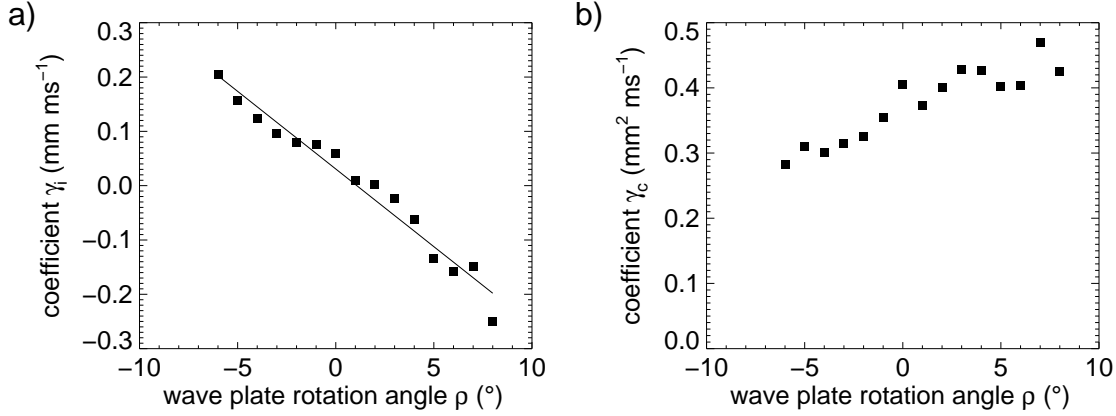 a)
coefficient γi (mm ms−1)
0.3
0.2
0.1
0.0
−0.1
−0.2
−0.3
−10 −5 0 5 10
wave plate rotation angle ρ (°)
b)
coefficient γc (mm2 ms−1)
0.5
0.4
0.3
0.2
0.1
0.0
−10 −5 0 5 10
wave plate rotation angle ρ (°)